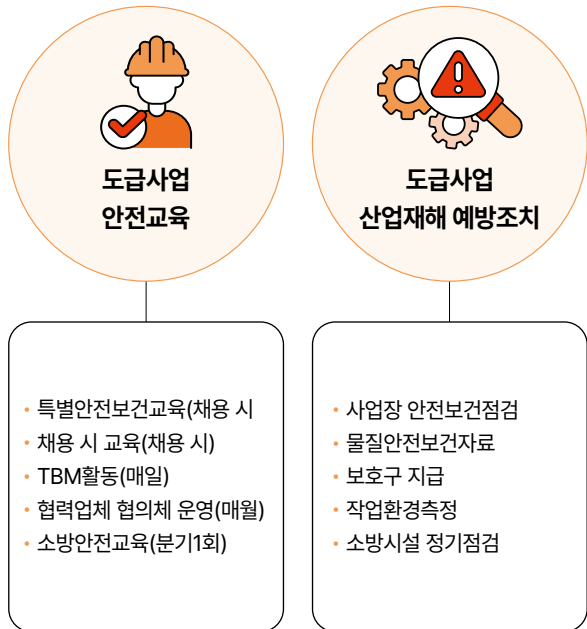 도급사업
안전교육
• 특별안전보건교육(채용 시
• 채용 시 교육(채용 시)
• TBM활동(매일)
• 협력업체 협의체 운영(매월)
• 소방안전교육(분기1회)
도급사업
산업재해 예방조치
• 사업장 안전보건점검
• 물질안전보건자료
• 보호구 지급
• 작업환경측정
• 소방시설 정기점검